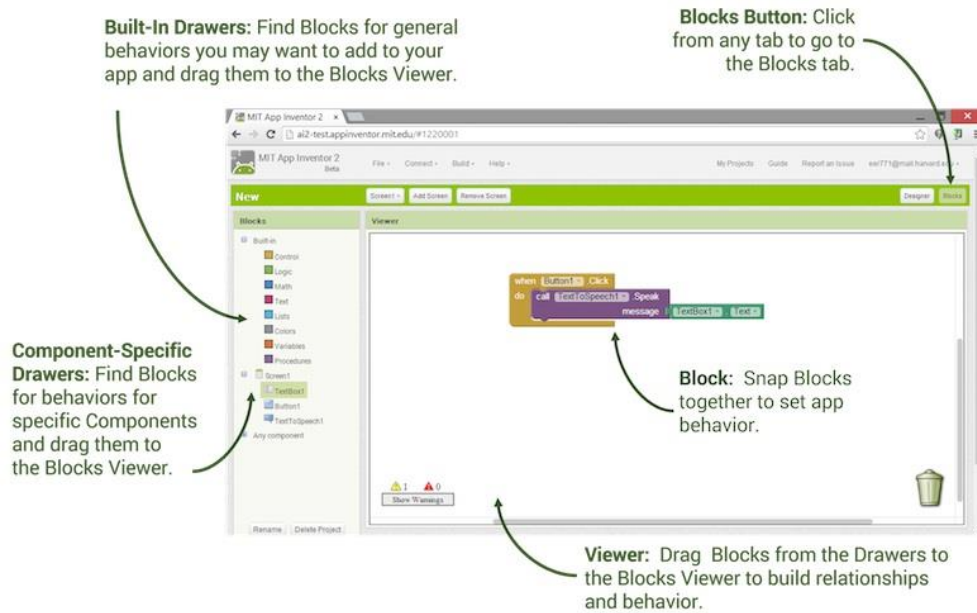 Built-In Drawers: Find Blocks for general
behaviors you may want to add to your
app and drag them to the Blocks Viewer.
Blocks Button: Click
from any tab to go to
the Blocks tab.
MIT App Inventor 2
ai2-test.appinventor.mit.edu/#1220001
MIT App Inventor 2
Beta
File Connect Build Help
My Projects Guide Report an Issue
New
Screen1 Add Screen Remove Screen
Designer Blocks
Blocks
Viewer
Built-in
Control
Logic
Math
Text
Lists
Colors
Variables
Procedures
Screen1
TextBox1
Button1
TextToSpeech1
Any component
Rename Delete Project
when Button1 .Click
do call TextToSpeech1 .Speak
message TextBox1 . Text
1 0
Show Warnings
Component-Specific
Drawers: Find Blocks
for behaviors for
specific Components
and drag them to
the Blocks Viewer.
Block: Snap Blocks
together to set app
behavior.
Viewer: Drag Blocks from the Drawers to
the Blocks Viewer to build relationships
and behavior.